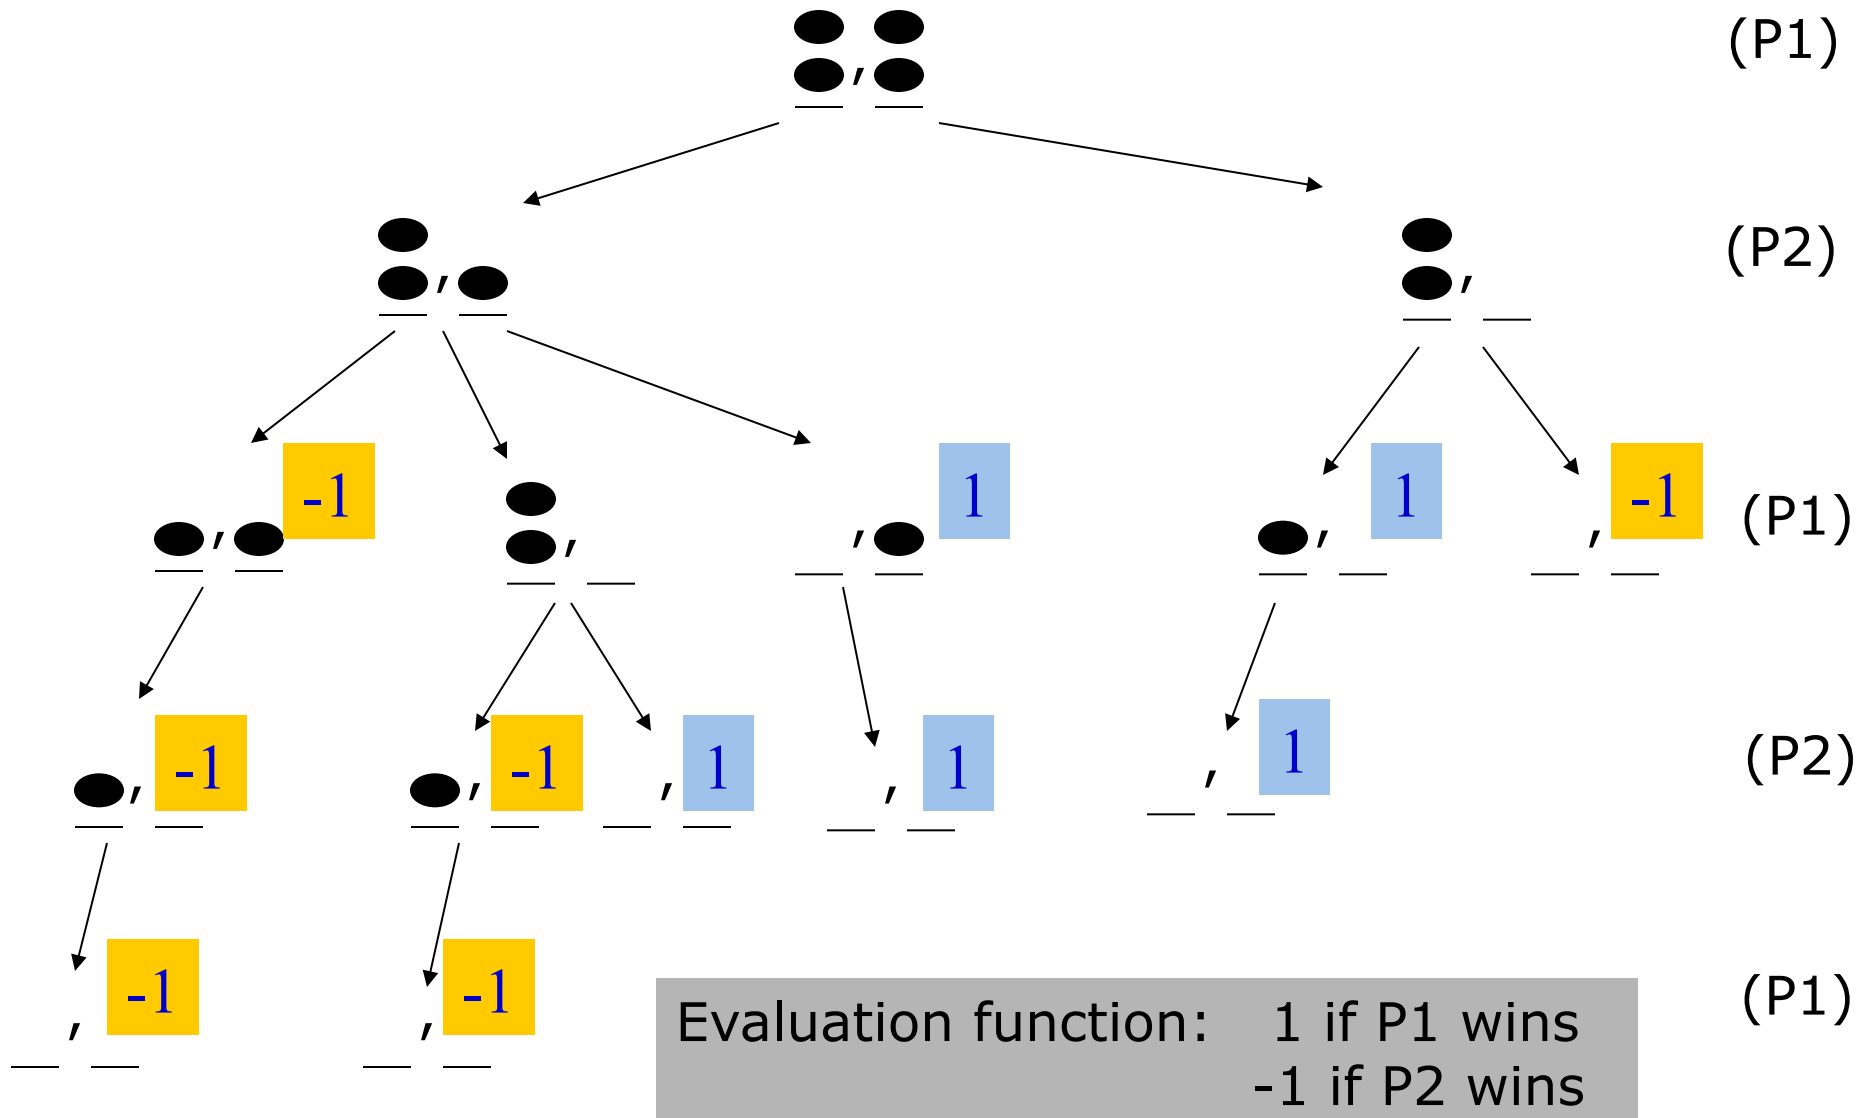 , (P1)
, , (P2)
-1 1 1 -1
, , , , , (P1)
-1 -1 1 1 1
, , , , , (P2)
-1 -1
, , (P1)
Evaluation function: 1 if P1 wins
-1 if P2 wins